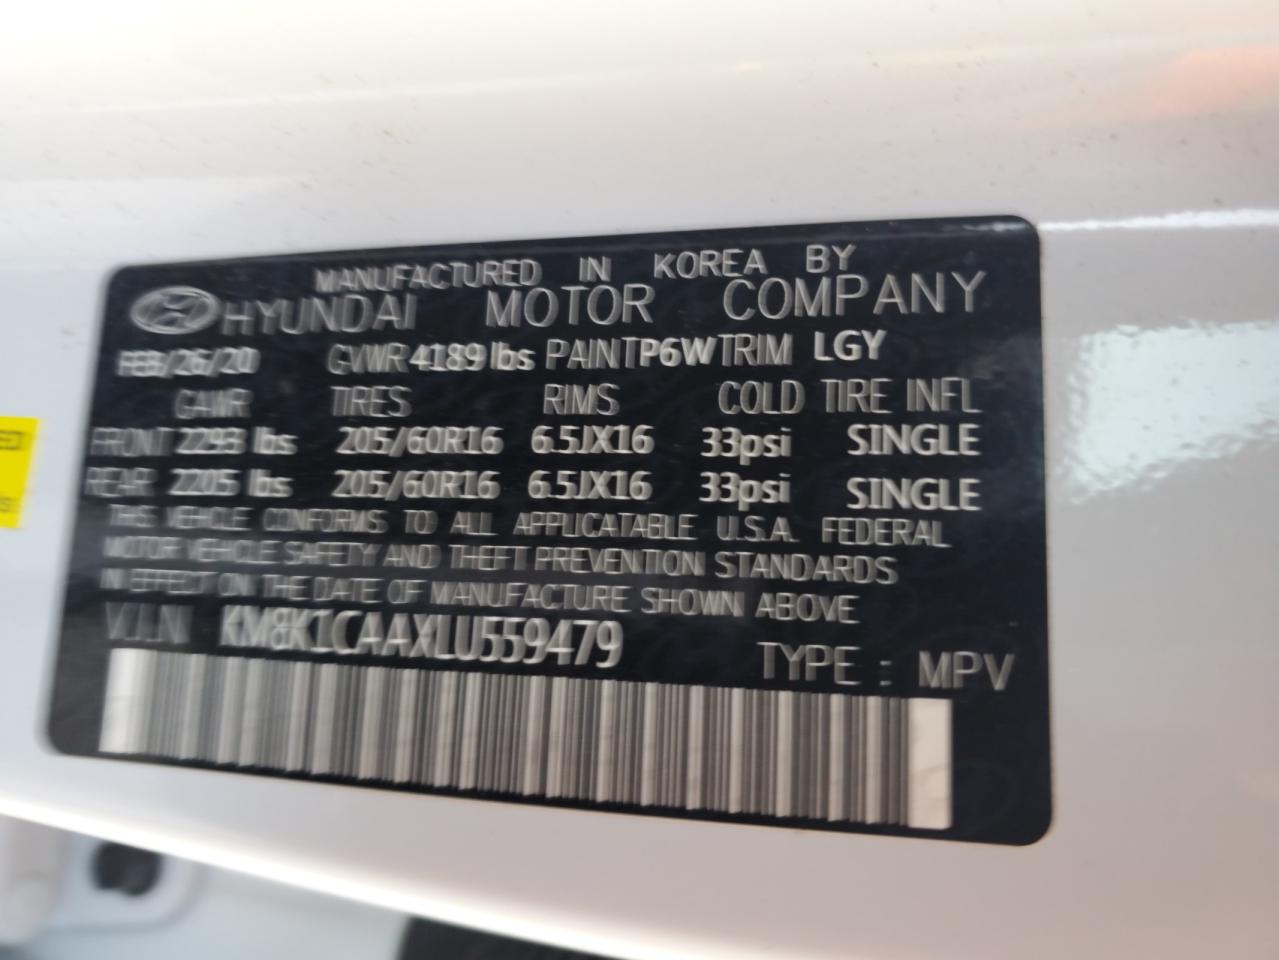 MANUFACTURED IN KOREA BY
HYUNDAI MOTOR COMPANY
FEB/26/20 GVWR 4189 lbs PAINT P6W TRIM LGY
GAWR TIRES RIMS COLD TIRE INFL
FRONT 2293 lbs 205/60R16 6.5JX16 33psi SINGLE
REAR 2205 lbs 205/60R16 6.5JX16 33psi SINGLE
THIS VEHICLE CONFORMS TO ALL APPLICATABLE U.S.A. FEDERAL
MOTOR VEHICLE SAFETY AND THEFT PREVENTION STANDARDS
IN EFFECT ON THE DATE OF MANUFACTURE SHOWN ABOVE
V.I.N KM8K1CAAXLU559479
TYPE : MPV